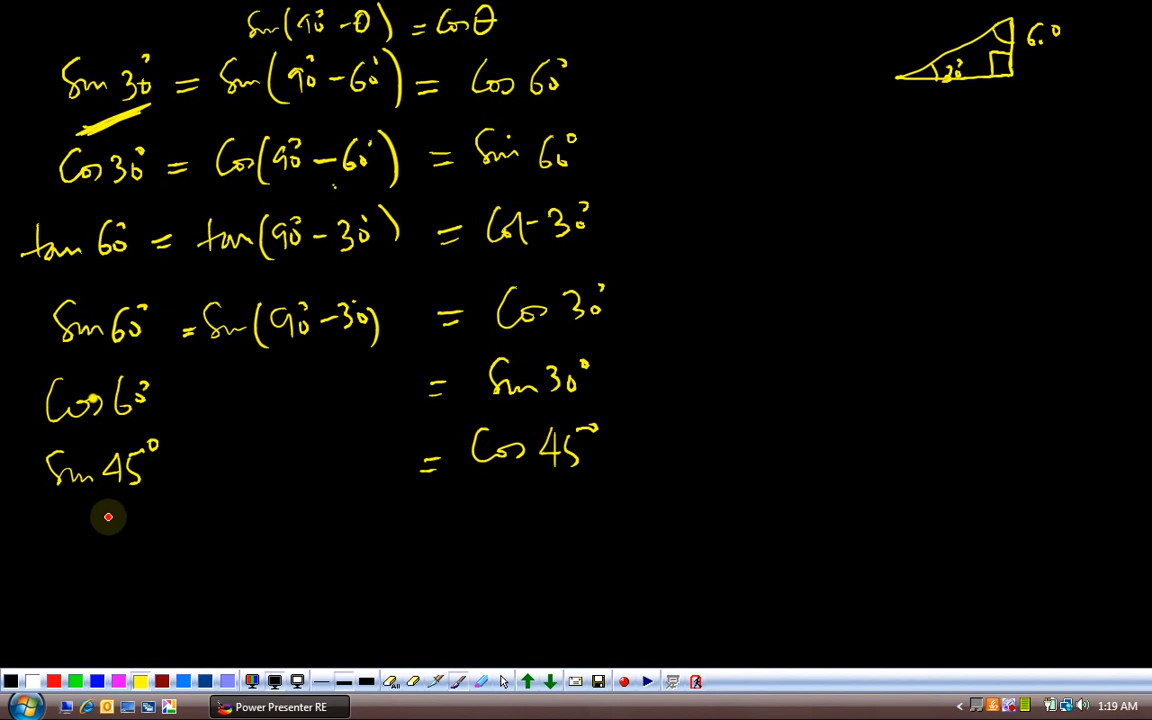 Sin(90°-θ) = Cosθ
Sin 30° = Sin(90°-60°) = Cos 60°
60°
30°
Cos 30° = Cos(90°-60°) = Sin 60°
tan 60° = tan(90°-30°) = Cot 30°
Sin 60° = Sin(90°-30°) = Cos 30°
Cos 60° = Sin 30°
Sin 45° = Cos 45°
Power Presenter RE
1:19 AM